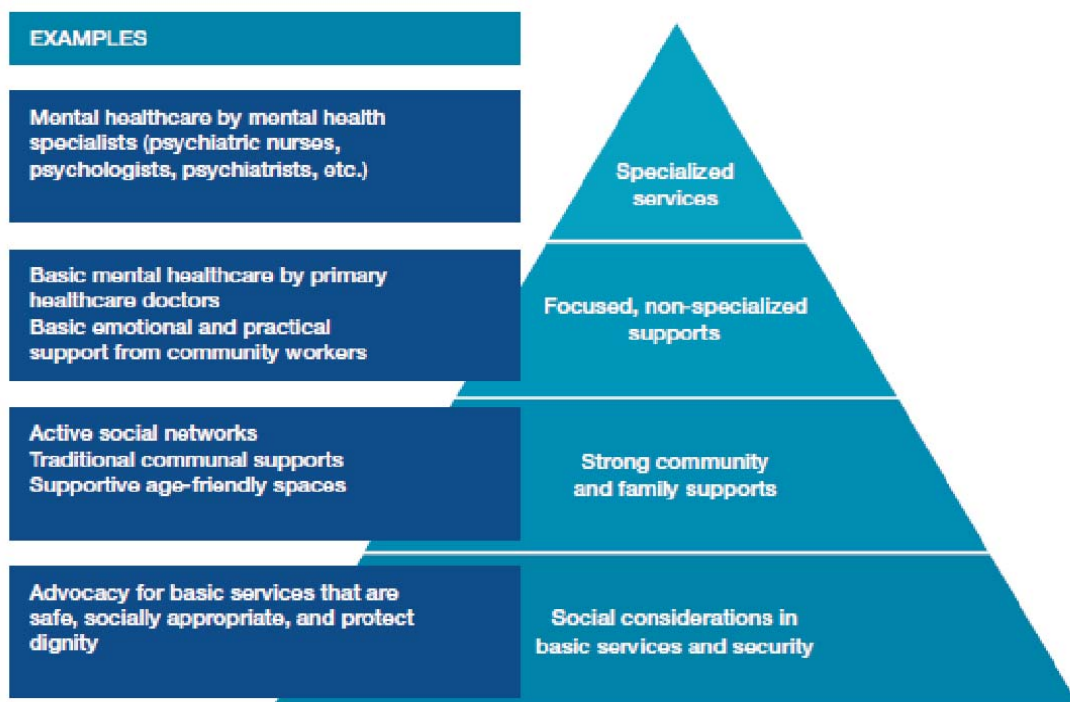 EXAMPLES
Mental healthcare by mental health
specialists (psychiatric nurses,
psychologists, psychiatrists, etc.)
Specialized
services
Basic mental healthcare by primary
healthcare doctors
Basic emotional and practical
support from community workers
Focused, non-specialized
supports
Active social networks
Traditional communal supports
Supportive age-friendly spaces
Strong community
and family supports
Advocacy for basic services that are
safe, socially appropriate, and protect
dignity
Social considerations in
basic services and security